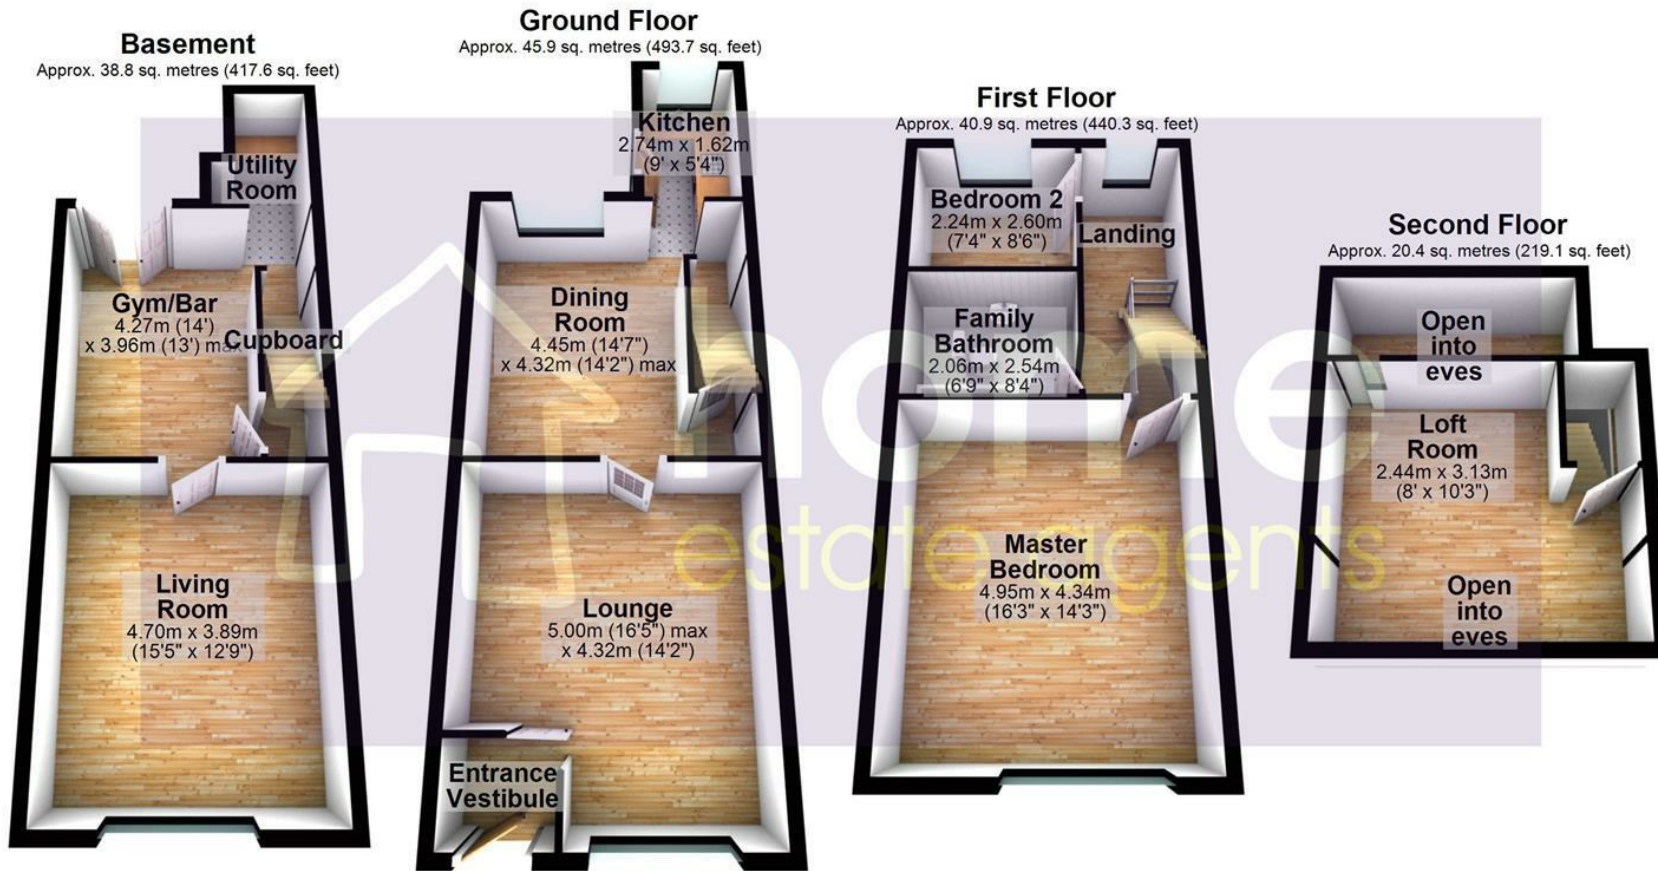 Basement
Approx. 38.8 sq. metres (417.6 sq. feet)
Utility
Room
Gym/Bar
4.27m (14')
x 3.96m (13') max
Cupboard
Living
Room
4.70m x 3.89m
(15'5" x 12'9")
Ground Floor
Approx. 45.9 sq. metres (493.7 sq. feet)
Kitchen
2.74m x 1.62m
(9' x 5'4")
Dining
Room
4.45m (14'7")
x 4.32m (14'2") max
Lounge
5.00m (16'5") max
x 4.32m (14'2")
Entrance
Vestibule
First Floor
Approx. 40.9 sq. metres (440.3 sq. feet)
Bedroom 2
2.24m x 2.60m
(7'4" x 8'6")
Landing
Family
Bathroom
2.06m x 2.54m
(6'9" x 8'4")
Master
Bedroom
4.95m x 4.34m
(16'3" x 14'3")
Second Floor
Approx. 20.4 sq. metres (219.1 sq. feet)
Open
into
eves
Loft
Room
2.44m x 3.13m
(8' x 10'3")
Open
into
eves
home
estate agents